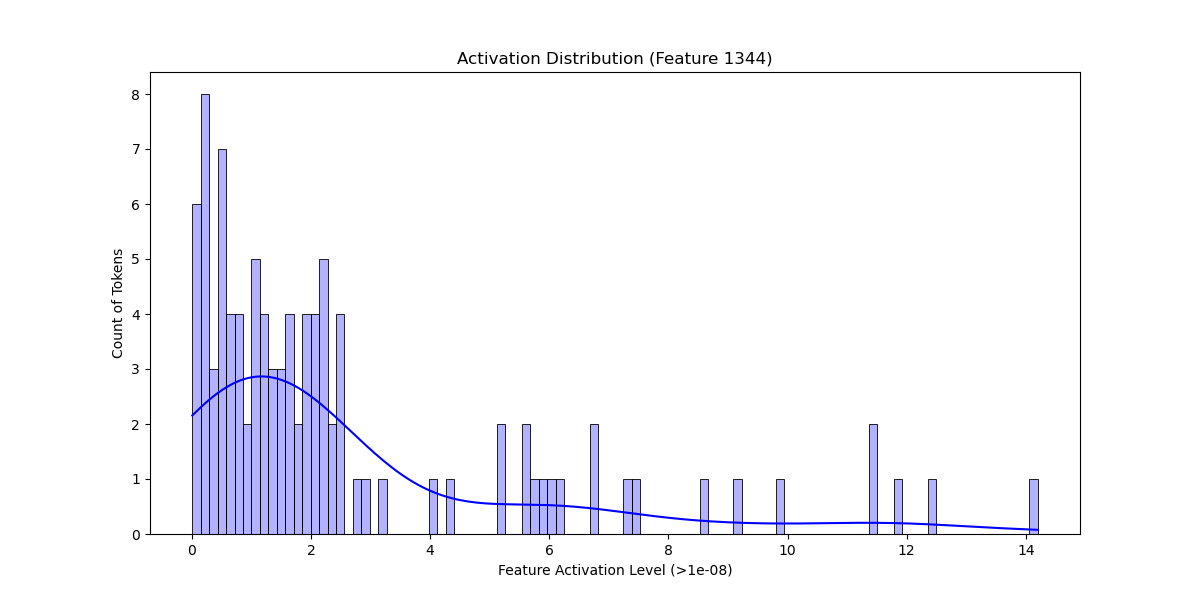 Activation Distribution (Feature 1344)
8
7
6
5
4
3
2
1
0
Count of Tokens
0 2 4 6 8 10 12 14
Feature Activation Level (>1e-08)